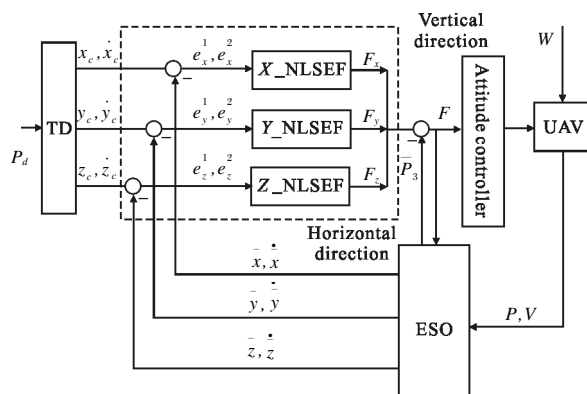 Vertical
direction
W
x_c, ẋ_c
e_x^1, e_x^2
X_NLSEF
F_x
y_c, ẏ_c
e_y^1, e_y^2
Y_NLSEF
F_y
F
Attitude controller
UAV
TD
P_d
z_c, ż_c
e_z^1, e_z^2
Z_NLSEF
F_z
P̄_3
Horizontal
direction
x̄, x̄̇
ȳ, ȳ̇
z̄, z̄̇
ESO
P, V